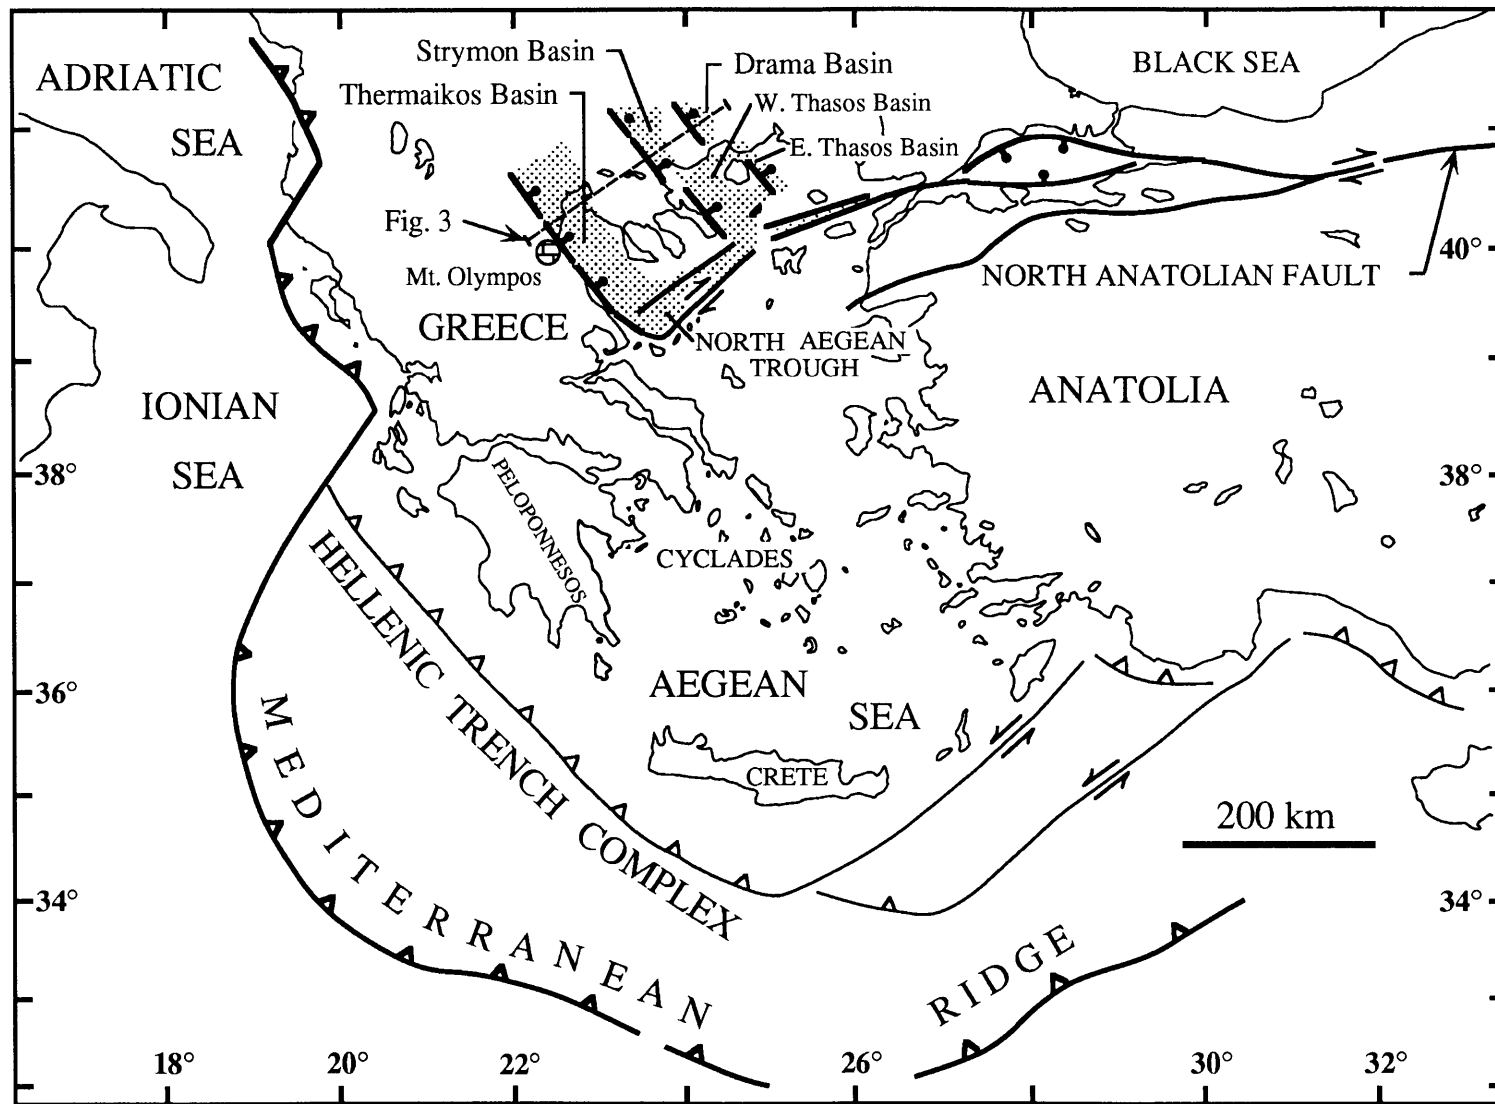 ADRIATIC
SEA
Strymon Basin
Thermaikos Basin
Drama Basin
W. Thasos Basin
E. Thasos Basin
BLACK SEA
Fig. 3
Mt. Olympos
GREECE
NORTH AEGEAN
TROUGH
NORTH ANATOLIAN FAULT
40°
ANATOLIA
IONIAN
SEA
38°
38°
PELOPONNESOS
CYCLADES
HELLENIC TRENCH COMPLEX
AEGEAN
SEA
36°
CRETE
MEDITERRANEAN
RIDGE
200 km
34°
34°
18°
20°
22°
26°
30°
32°